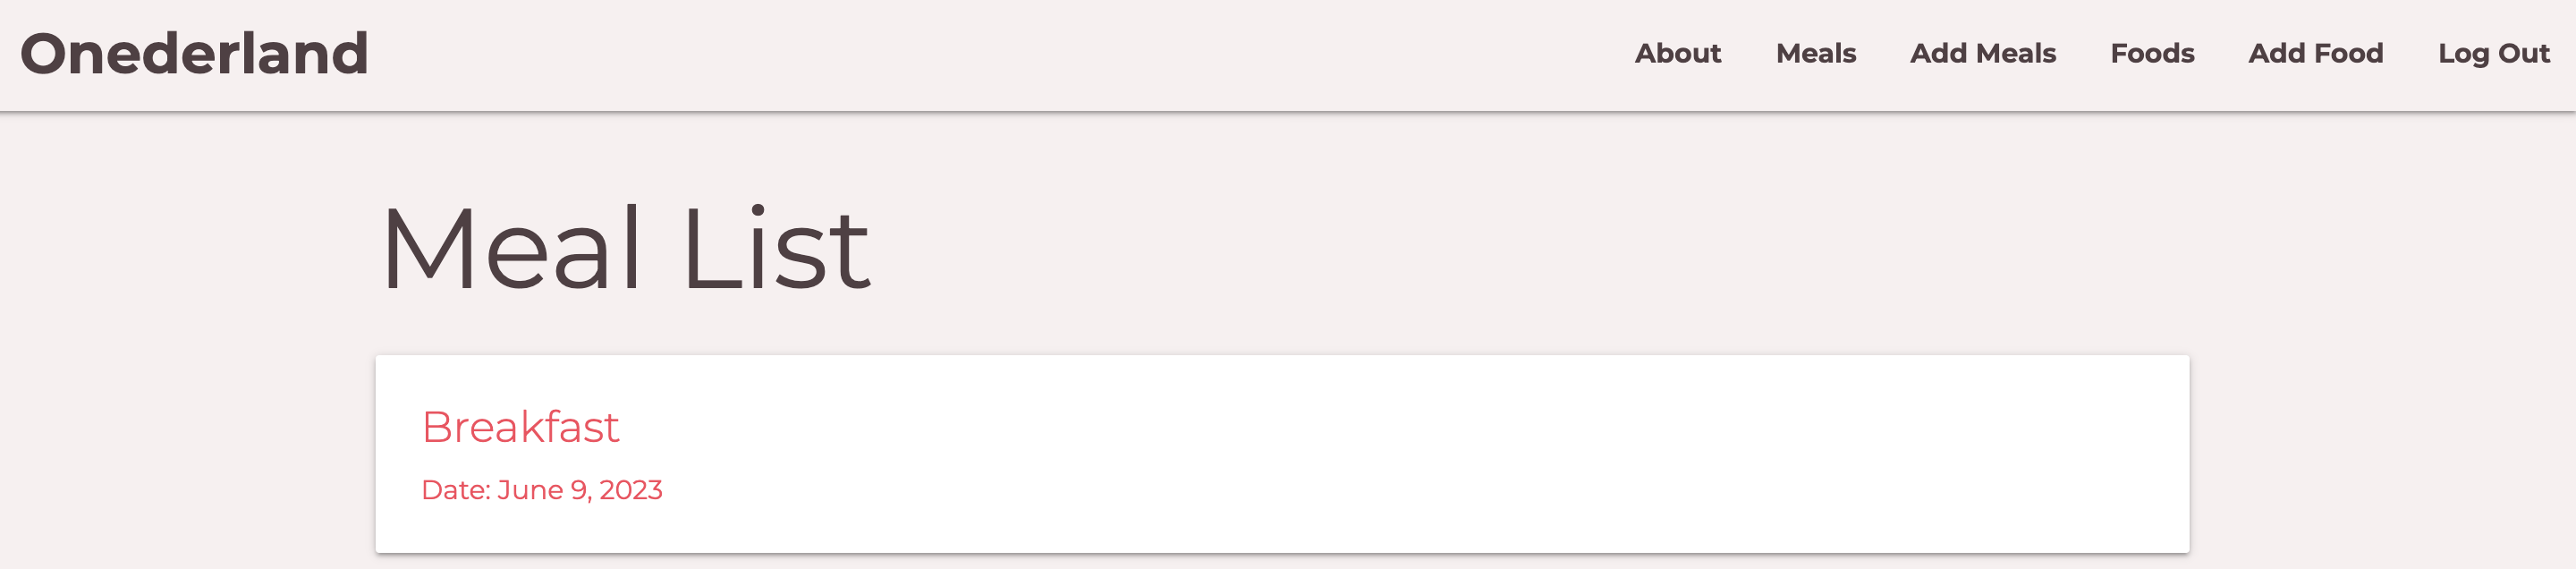 Onederland
About Meals Add Meals Foods Add Food Log Out
Meal List
Breakfast
Date: June 9, 2023